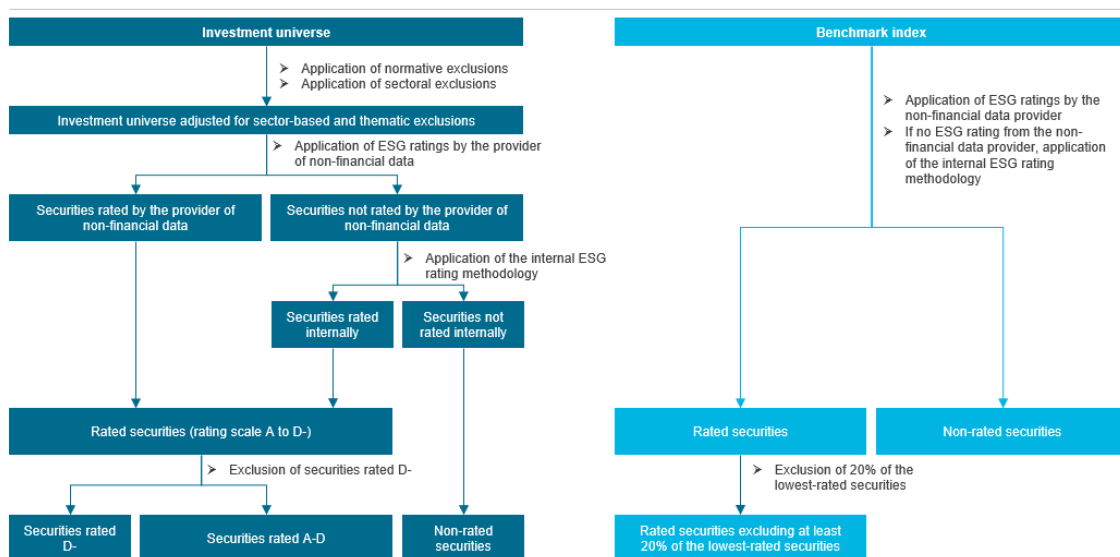 Investment universe
Application of normative exclusions
Application of sectoral exclusions
Investment universe adjusted for sector-based and thematic exclusions
Application of ESG ratings by the provider
of non-financial data
Securities rated by the provider of
non-financial data
Securities not rated by the provider of
non-financial data
Application of the internal ESG
rating methodology
Securities rated
internally
Securities not
rated internally
Rated securities (rating scale A to D-)
Exclusion of securities rated D-
Securities rated
D-
Securities rated A-D
Non-rated
securities
Benchmark index
Application of ESG ratings by the
non-financial data provider
If no ESG rating from the non-
financial data provider, application
of the internal ESG rating
methodology
Rated securities
Non-rated securities
Exclusion of 20% of the
lowest-rated securities
Rated securities excluding at least
20% of the lowest-rated securities